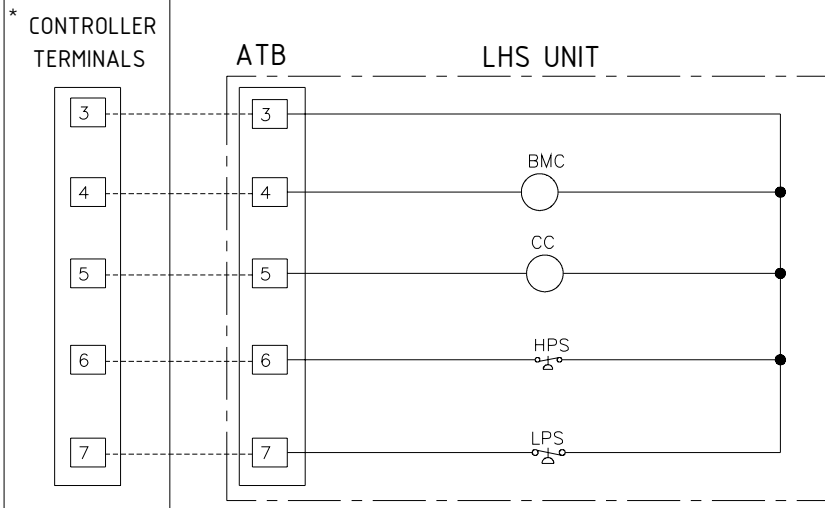 * CONTROLLER
TERMINALS
ATB
LHS UNIT
3
3
BMC
4
4
CC
5
5
HPS
6
6
LPS
7
7